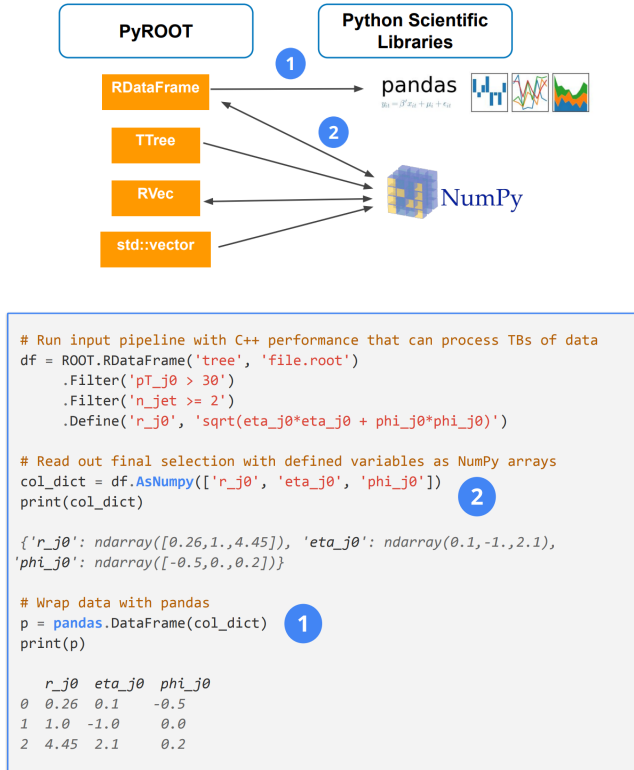 PyROOT
Python Scientific
Libraries
1
RDataFrame
pandas
y_it = β′x_it + μ_i + ϵ_it
2
TTree
RVec
NumPy
std::vector
# Run input pipeline with C++ performance that can process TBs of data
df = ROOT.RDataFrame('tree', 'file.root')
.Filter('pT_j0 > 30')
.Filter('n_jet >= 2')
.Define('r_j0', 'sqrt(eta_j0*eta_j0 + phi_j0*phi_j0)')
# Read out final selection with defined variables as NumPy arrays
col_dict = df.AsNumpy(['r_j0', 'eta_j0', 'phi_j0'])
2
print(col_dict)
{'r_j0': ndarray([0.26,1.,4.45]), 'eta_j0': ndarray(0.1,-1.,2.1),
'phi_j0': ndarray([-0.5,0.,0.2])}
# Wrap data with pandas
p = pandas.DataFrame(col_dict)
1
print(p)
r_j0 eta_j0 phi_j0
0 0.26 0.1 -0.5
1 1.0 -1.0 0.0
2 4.45 2.1 0.2